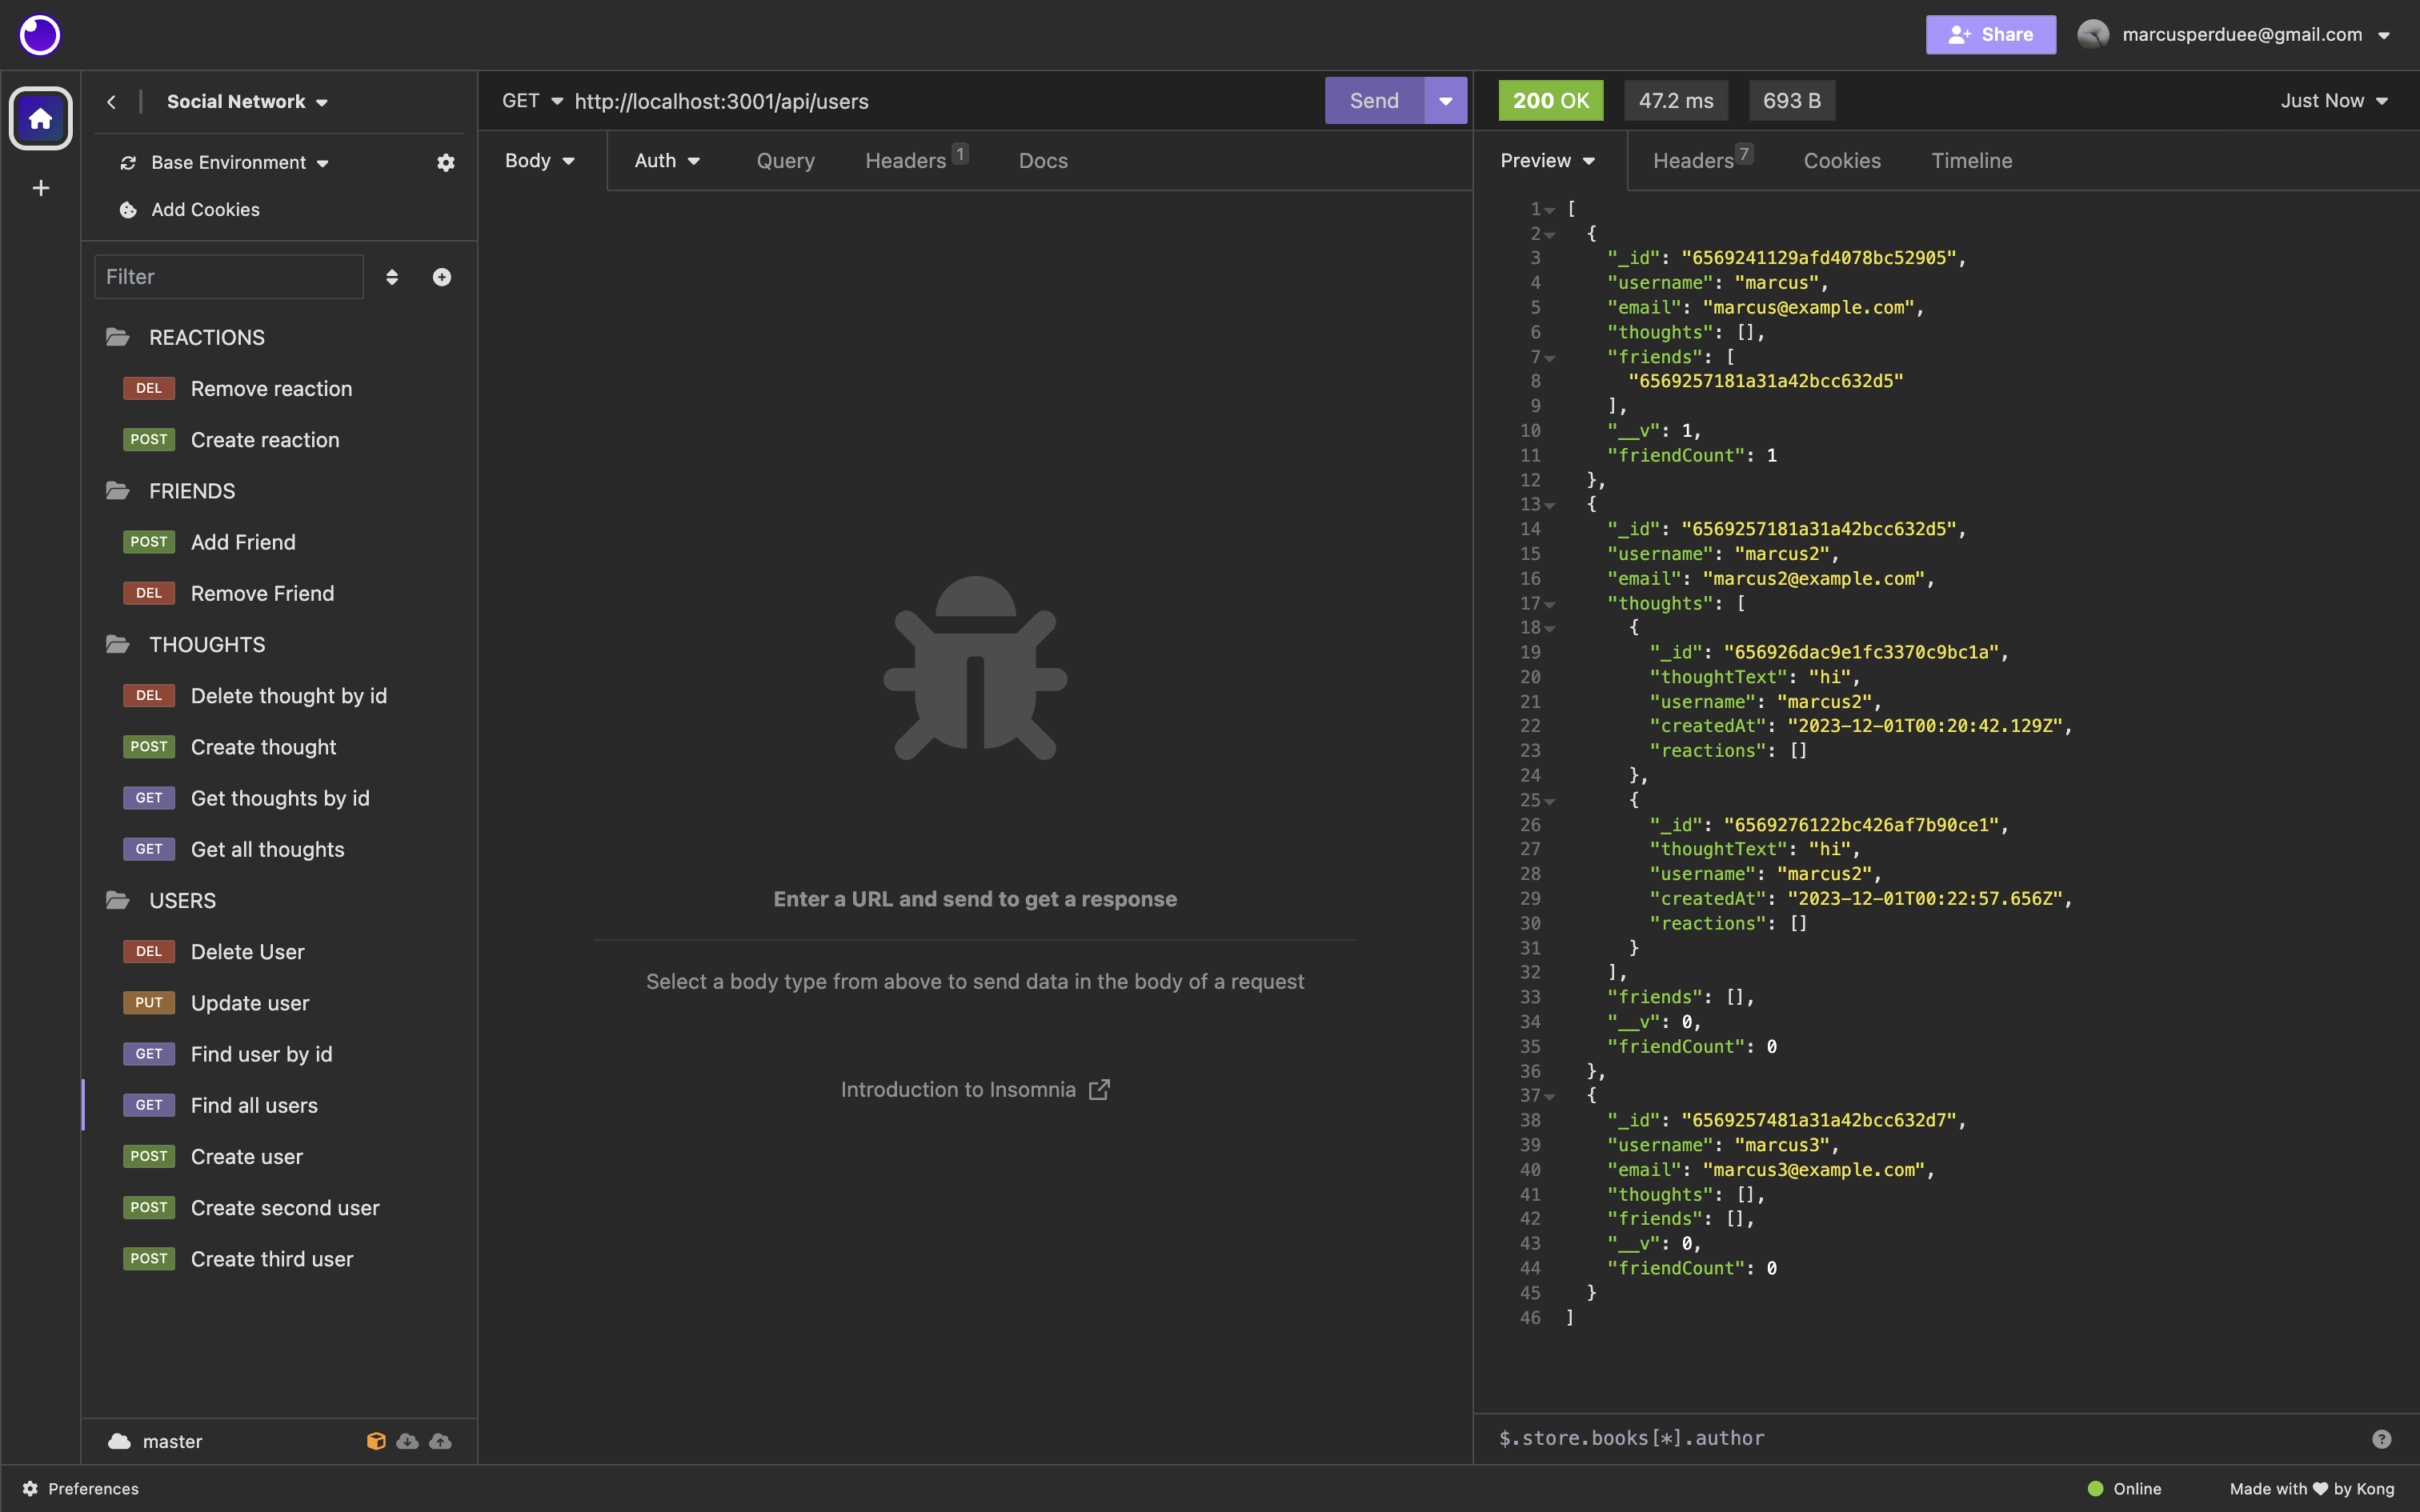 Share
marcusperduee@gmail.com
Social Network
Base Environment
Add Cookies
Filter
REACTIONS
DEL Remove reaction
POST Create reaction
FRIENDS
POST Add Friend
DEL Remove Friend
THOUGHTS
DEL Delete thought by id
POST Create thought
GET Get thoughts by id
GET Get all thoughts
USERS
DEL Delete User
PUT Update user
GET Find user by id
GET Find all users
POST Create user
POST Create second user
POST Create third user
master
GET http://localhost:3001/api/users
Send
Body Auth Query Headers 1 Docs
Enter a URL and send to get a response
Select a body type from above to send data in the body of a request
Introduction to Insomnia
200 OK 47.2 ms 693 B Just Now
Preview Headers 7 Cookies Timeline
1 [
2 {
3 "_id": "6569241129afd4078bc52905",
4 "username": "marcus",
5 "email": "marcus@example.com",
6 "thoughts": [],
7 "friends": [
8 "6569257181a31a42bcc632d5"
9 ],
10 "__v": 1,
11 "friendCount": 1
12 },
13 {
14 "_id": "6569257181a31a42bcc632d5",
15 "username": "marcus2",
16 "email": "marcus2@example.com",
17 "thoughts": [
18 {
19 "_id": "656926dac9e1fc3370c9bc1a",
20 "thoughtText": "hi",
21 "username": "marcus2",
22 "createdAt": "2023-12-01T00:20:42.129Z",
23 "reactions": []
24 },
25 {
26 "_id": "6569276122bc426af7b90ce1",
27 "thoughtText": "hi",
28 "username": "marcus2",
29 "createdAt": "2023-12-01T00:22:57.656Z",
30 "reactions": []
31 }
32 ],
33 "friends": [],
34 "__v": 0,
35 "friendCount": 0
36 },
37 {
38 "_id": "6569257481a31a42bcc632d7",
39 "username": "marcus3",
40 "email": "marcus3@example.com",
41 "thoughts": [],
42 "friends": [],
43 "__v": 0,
44 "friendCount": 0
45 }
46 ]
$.store.books[*].author
Preferences
Online
Made with ♥ by Kong